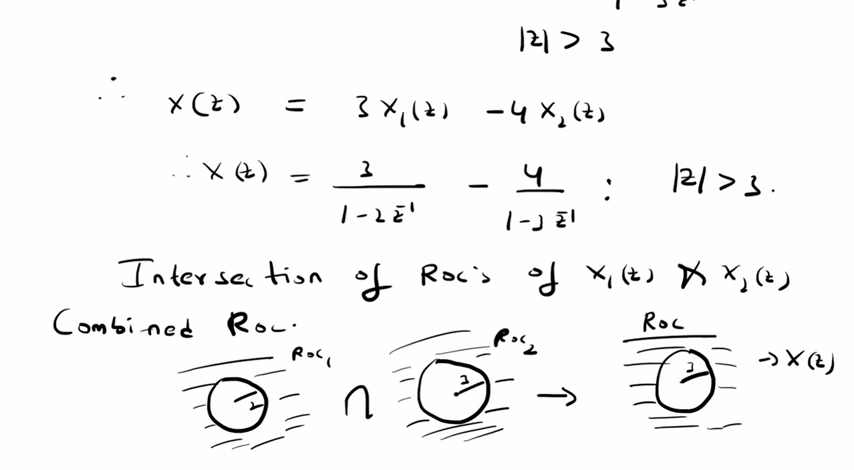 |z| > 3
∴ X(z) = 3 X₁(z) - 4 X₂(z)
∴ X(z) = 3/(1-2z⁻¹) - 4/(1-3z⁻¹) : |z| > 3.
Intersection of ROC's of X₁(z) & X₂(z)
Combined ROC.
ROC₁ ROC₂ ROC
2 ∩ 3 → 3 → X(z)